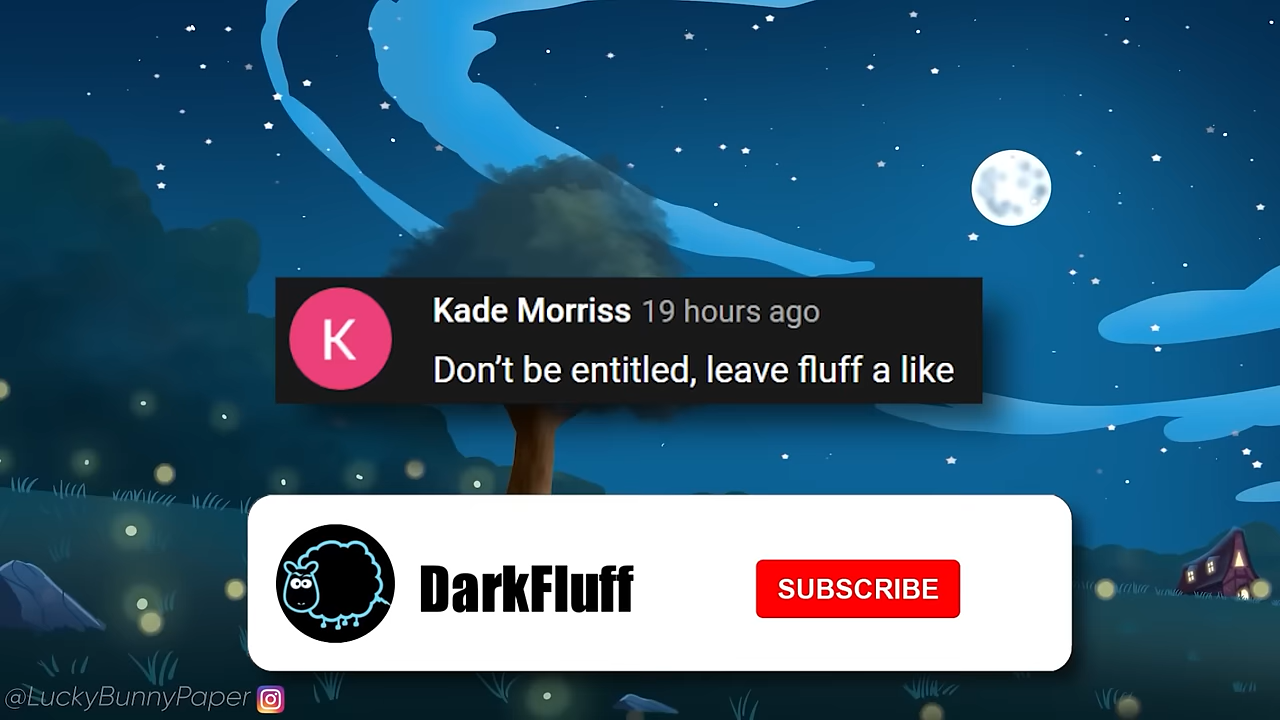 K
Kade Morriss 19 hours ago
Don’t be entitled, leave fluff a like
DarkFluff
SUBSCRIBE
@LuckyBunnyPaper